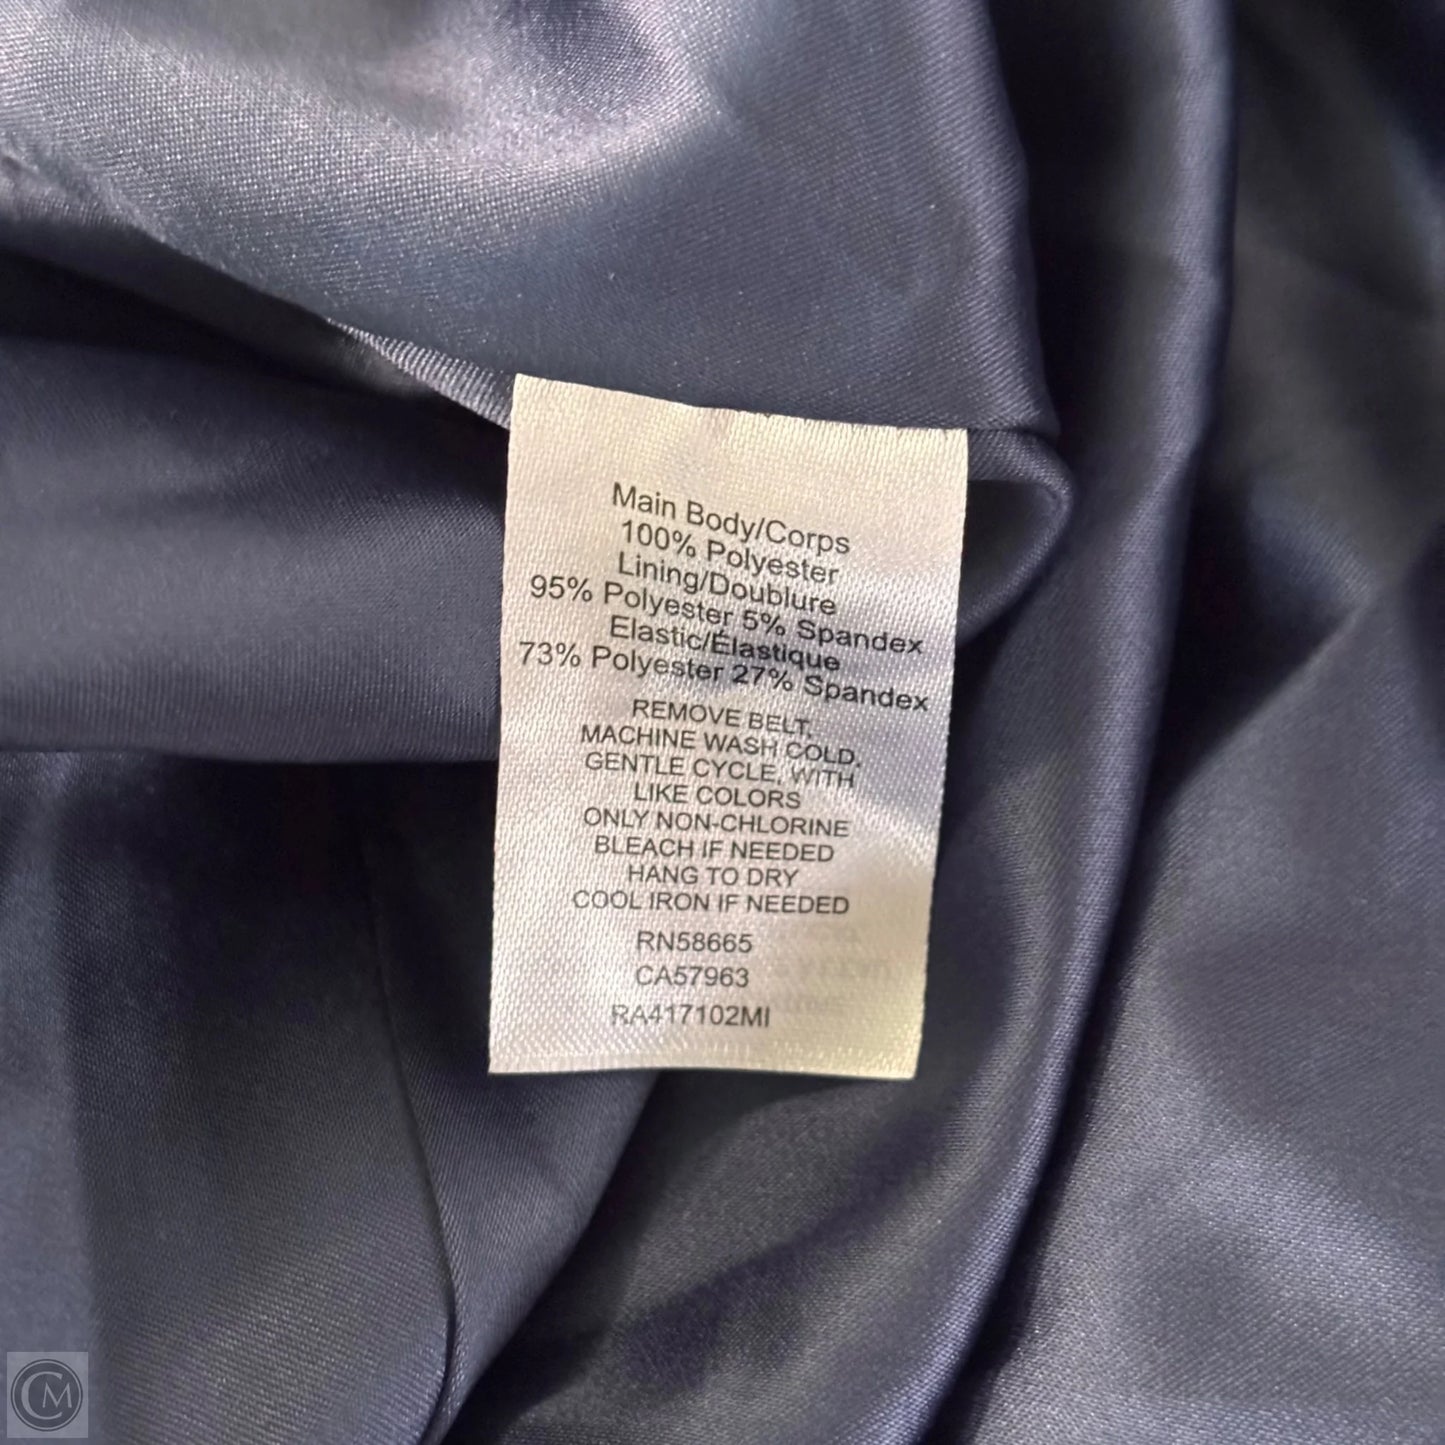 Main Body/Corps
100% Polyester
Lining/Doublure
95% Polyester 5% Spandex
Elastic/Élastique
73% Polyester 27% Spandex
REMOVE BELT,
MACHINE WASH COLD,
GENTLE CYCLE, WITH
LIKE COLORS
ONLY NON-CHLORINE
BLEACH IF NEEDED
HANG TO DRY
COOL IRON IF NEEDED
RN58665
CA57963
RA417102MI
CM